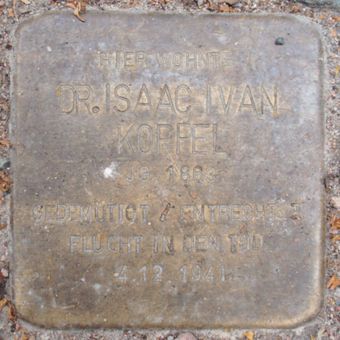 HIER WOHNTE
DR. ISAAC IVAN
KOPPEL
JG.
GEDEMÜTIGT / ENTRECHTET
FLUCHT IN DEN TOD
4.12.1941